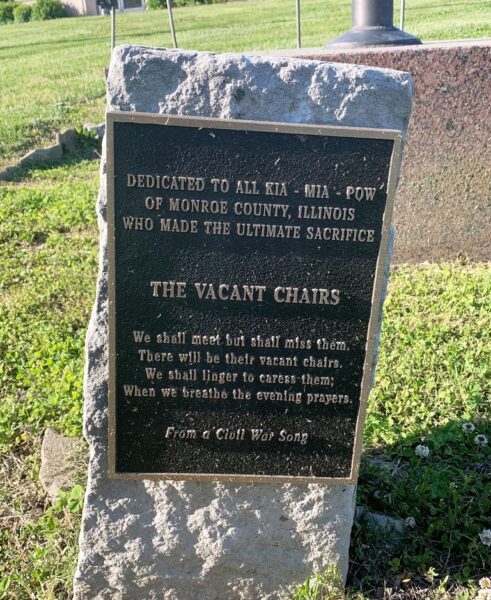 DEDICATED TO ALL KIA - MIA - POW
OF MONROE COUNTY, ILLINOIS
WHO MADE THE ULTIMATE SACRIFICE
THE VACANT CHAIRS
We shall meet but shall miss them.
There will be their vacant chairs.
We shall linger to caress them;
When we breathe the evening prayers.
From a Civil War Song